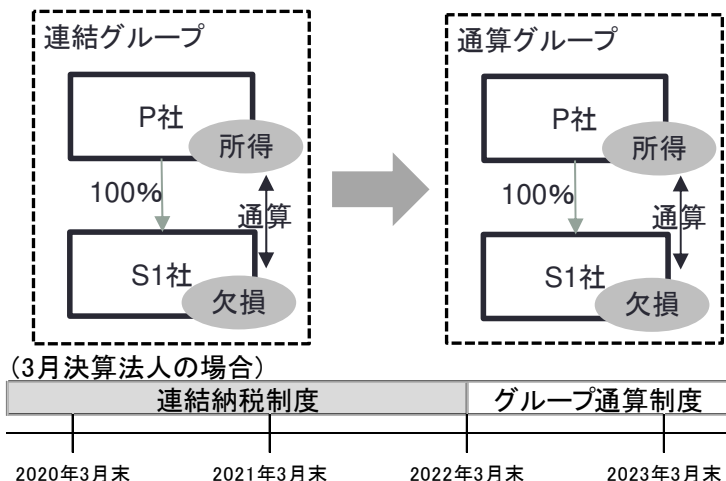 連結グループ
P社
所得
100%
通算
S1社
欠損
通算グループ
P社
所得
100%
通算
S1社
欠損
(3月決算法人の場合)
連結納税制度
グループ通算制度
2020年3月末
2021年3月末
2022年3月末
2023年3月末